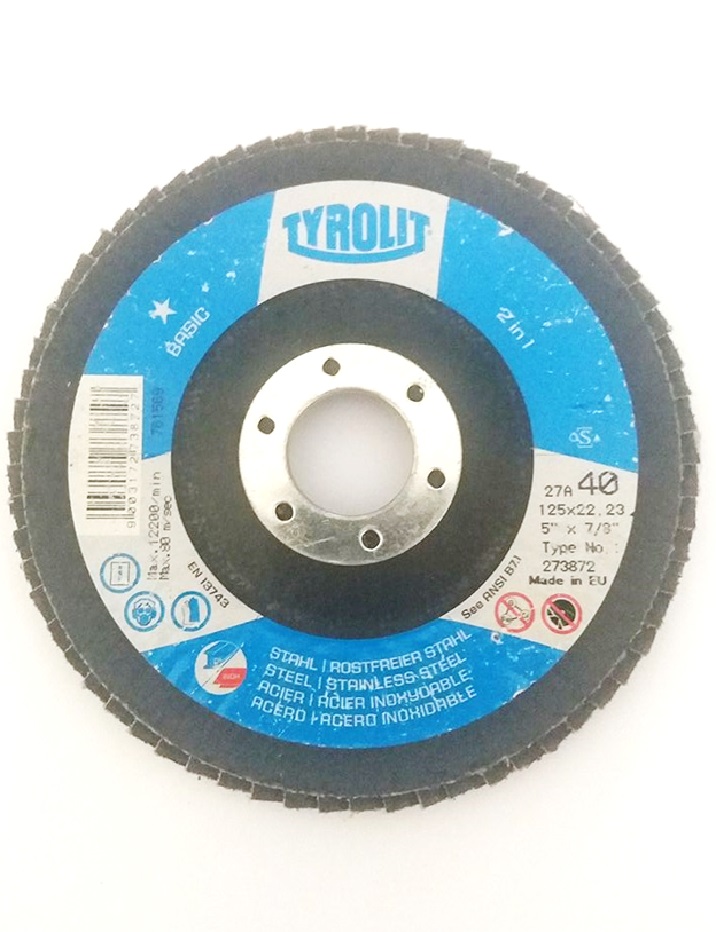 TYROLIT
BASIC
2 in 1
781569
9003172738727
Max.12200/min
Max.80 m/sec
27A 40
125x22.23
5" x 7/8"
Type No.:
273872
Made in EU
EN 13743
See ANSI B7.1
STAHL | ROSTFREIER STAHL
STEEL | STAINLESS STEEL
ACIER | ACIER INOXYDABLE
ACERO | ACERO INOXIDABLE